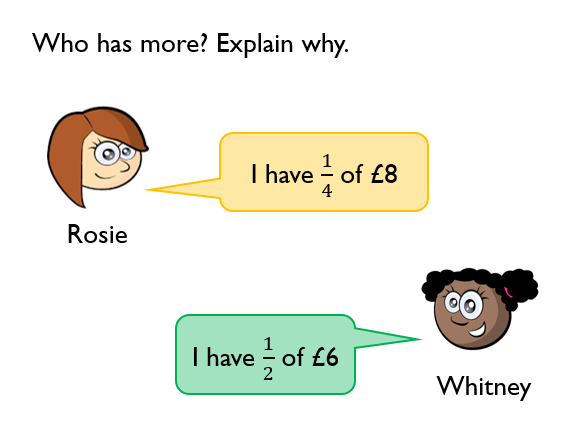 Who has more? Explain why.
I have 1/4 of £8
Rosie
I have 1/2 of £6
Whitney